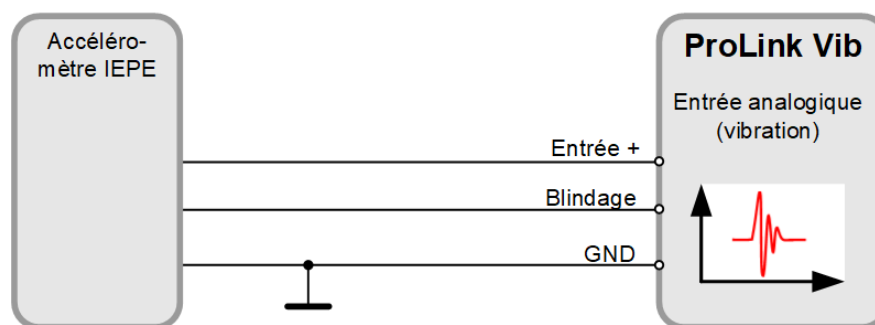 Accéléro-
mètre IEPE
ProLink Vib
Entrée analogique
(vibration)
Entrée +
Blindage
GND